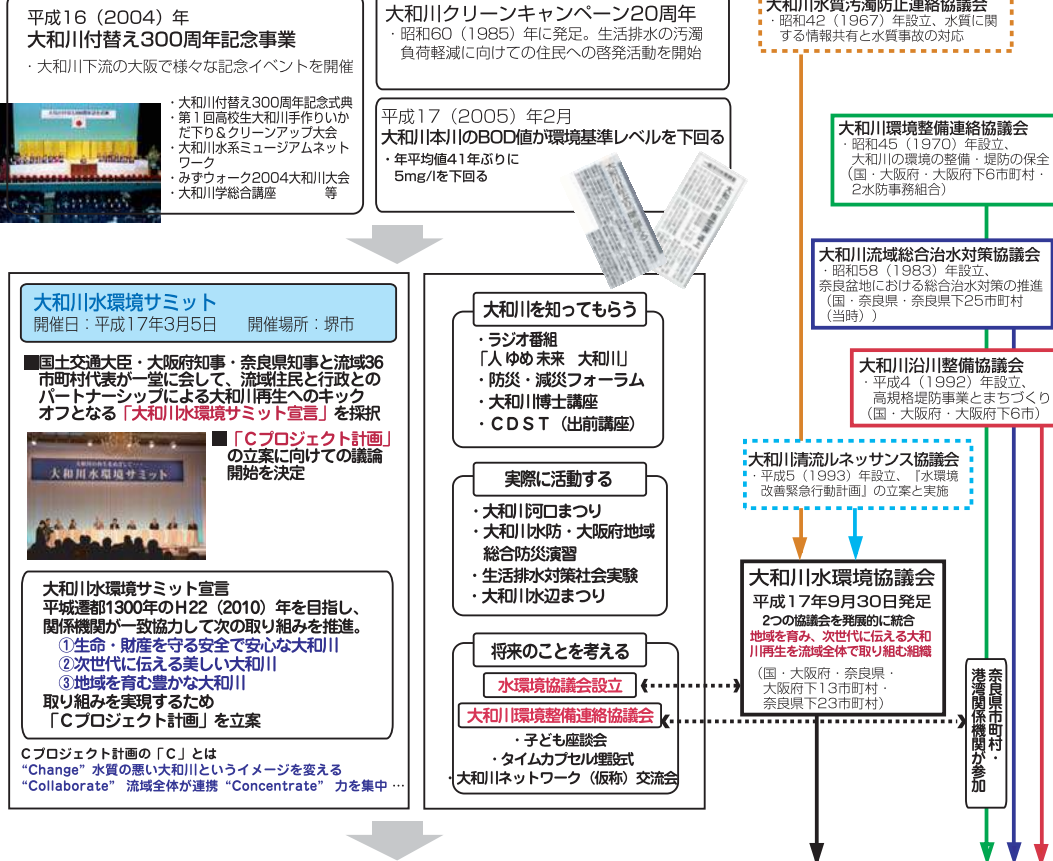 平成16（2004）年
大和川付替え300周年記念事業
・大和川下流の大阪で様々な記念イベントを開催
・大和川付替え300周年記念式典
・第１回高校生大和川手作りいか
だ下り＆クリーンアップ大会
・大和川水系ミュージアムネット
ワーク
・みずウォーク2004大和川大会
・大和川学総合講座　　　等
大和川クリーンキャンペーン20周年
・昭和60（1985）年に発足。生活排水の汚濁
負荷軽減に向けての住民への啓発活動を開始
平成17（2005）年2月
大和川本川のBOD値が環境基準レベルを下回る
・年平均値41年ぶりに
5mg/lを下回る
大和川水環境サミット
開催日：平成17年3月5日　　開催場所：堺市
■国土交通大臣・大阪府知事・奈良県知事と流域36
市町村代表が一堂に会して、流域住民と行政との
パートナーシップによる大和川再生へのキック
オフとなる「大和川水環境サミット宣言」を採択
大和川水環境サミット
■「Ｃプロジェクト計画」
の立案に向けての議論
開始を決定
大和川水環境サミット宣言
平城遷都1300年のＨ22（2010）年を目指し、
関係機関が一致協力して次の取り組みを推進。
①生命・財産を守る安全で安心な大和川
②次世代に伝える美しい大和川
③地域を育む豊かな大和川
取り組みを実現するため
「Ｃプロジェクト計画」を立案
Ｃプロジェクト計画の「Ｃ」とは
“Change”水質の悪い大和川というイメージを変える
“Collaborate” 流域全体が連携 “Concentrate” 力を集中 …
大和川を知ってもらう
・ラジオ番組
「人 ゆめ 未来　大和川」
・防災・減災フォーラム
・大和川博士講座
・ＣＤＳＴ（出前講座）
実際に活動する
・大和川河口まつり
・大和川水防・大阪府地域
総合防災演習
・生活排水対策社会実験
・大和川水辺まつり
将来のことを考える
水環境協議会設立
大和川環境整備連絡協議会
・子ども座談会
・タイムカプセル埋設式
・大和川ネットワーク（仮称）交流会
大和川水質汚濁防止連絡協議会
・昭和42（1967）年設立、水質に関
する情報共有と水質事故の対応
大和川環境整備連絡協議会
・昭和45（1970）年設立、
大和川の環境の整備・堤防の保全
（国・大阪府・大阪府下6市町村・
2水防事務組合）
大和川流域総合治水対策協議会
・昭和58（1983）年設立、
奈良盆地における総合治水対策の推進
（国・奈良県・奈良県下25市町村
（当時））
大和川沿川整備協議会
・平成4（1992）年設立、
高規格堤防事業とまちづくり
（国・大阪府・大阪府下6市）
大和川清流ルネッサンス協議会
・平成5（1993）年設立、『水環境
改善緊急行動計画』の立案と実施
大和川水環境協議会
平成17年9月30日発足
2つの協議会を発展的に統合
地域を育み、次世代に伝える大和
川再生を流域全体で取り組む組織
（国・大阪府・奈良県・
大阪府下13市町村・
奈良県下23市町村）
奈良県市町村・
港湾関係機関が参加